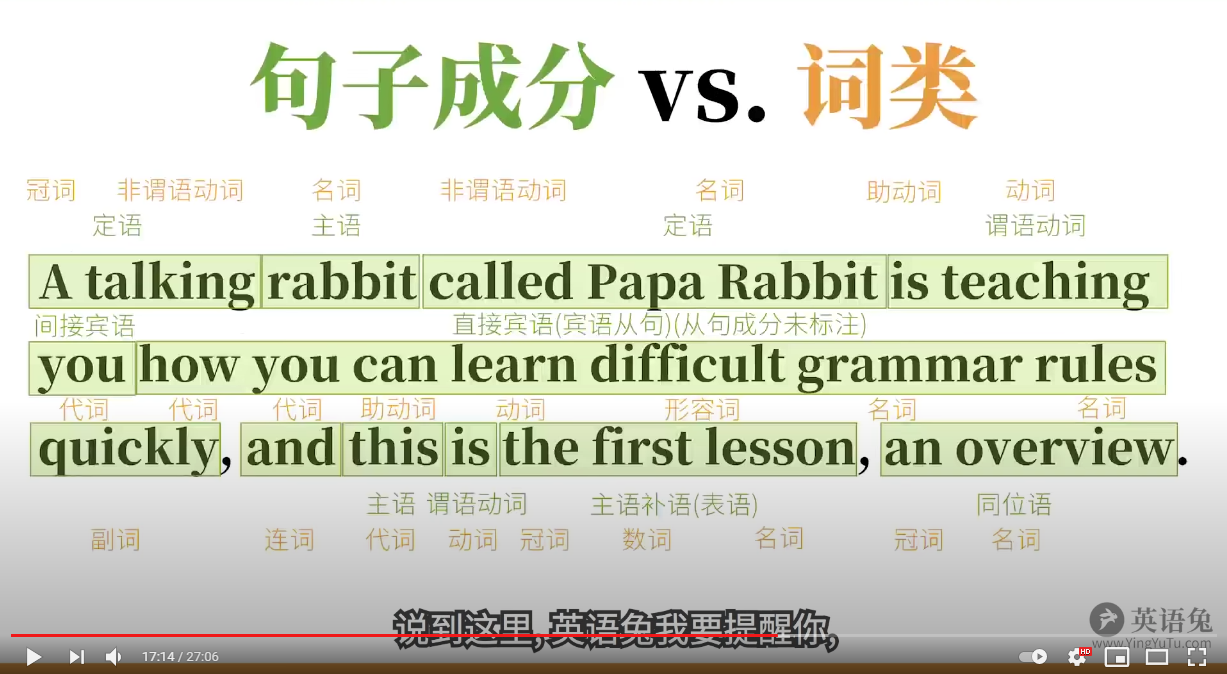 句子成分 vs. 词类
冠词 非谓语动词 名词 非谓语动词 名词 助动词 动词
定语 主语 定语 谓语动词
A talking rabbit called Papa Rabbit is teaching
间接宾语 直接宾语(宾语从句)(从句成分未标注)
you how you can learn difficult grammar rules
代词 代词 代词 助动词 动词 形容词 名词 名词
quickly, and this is the first lesson, an overview.
主语 谓语动词 主语补语(表语) 同位语
副词 连词 代词 动词 冠词 数词 名词 冠词 名词
说到这里, 英语兔我要提醒你,
英语兔
www.YingYuTu.com
17:14 / 27:06
HD